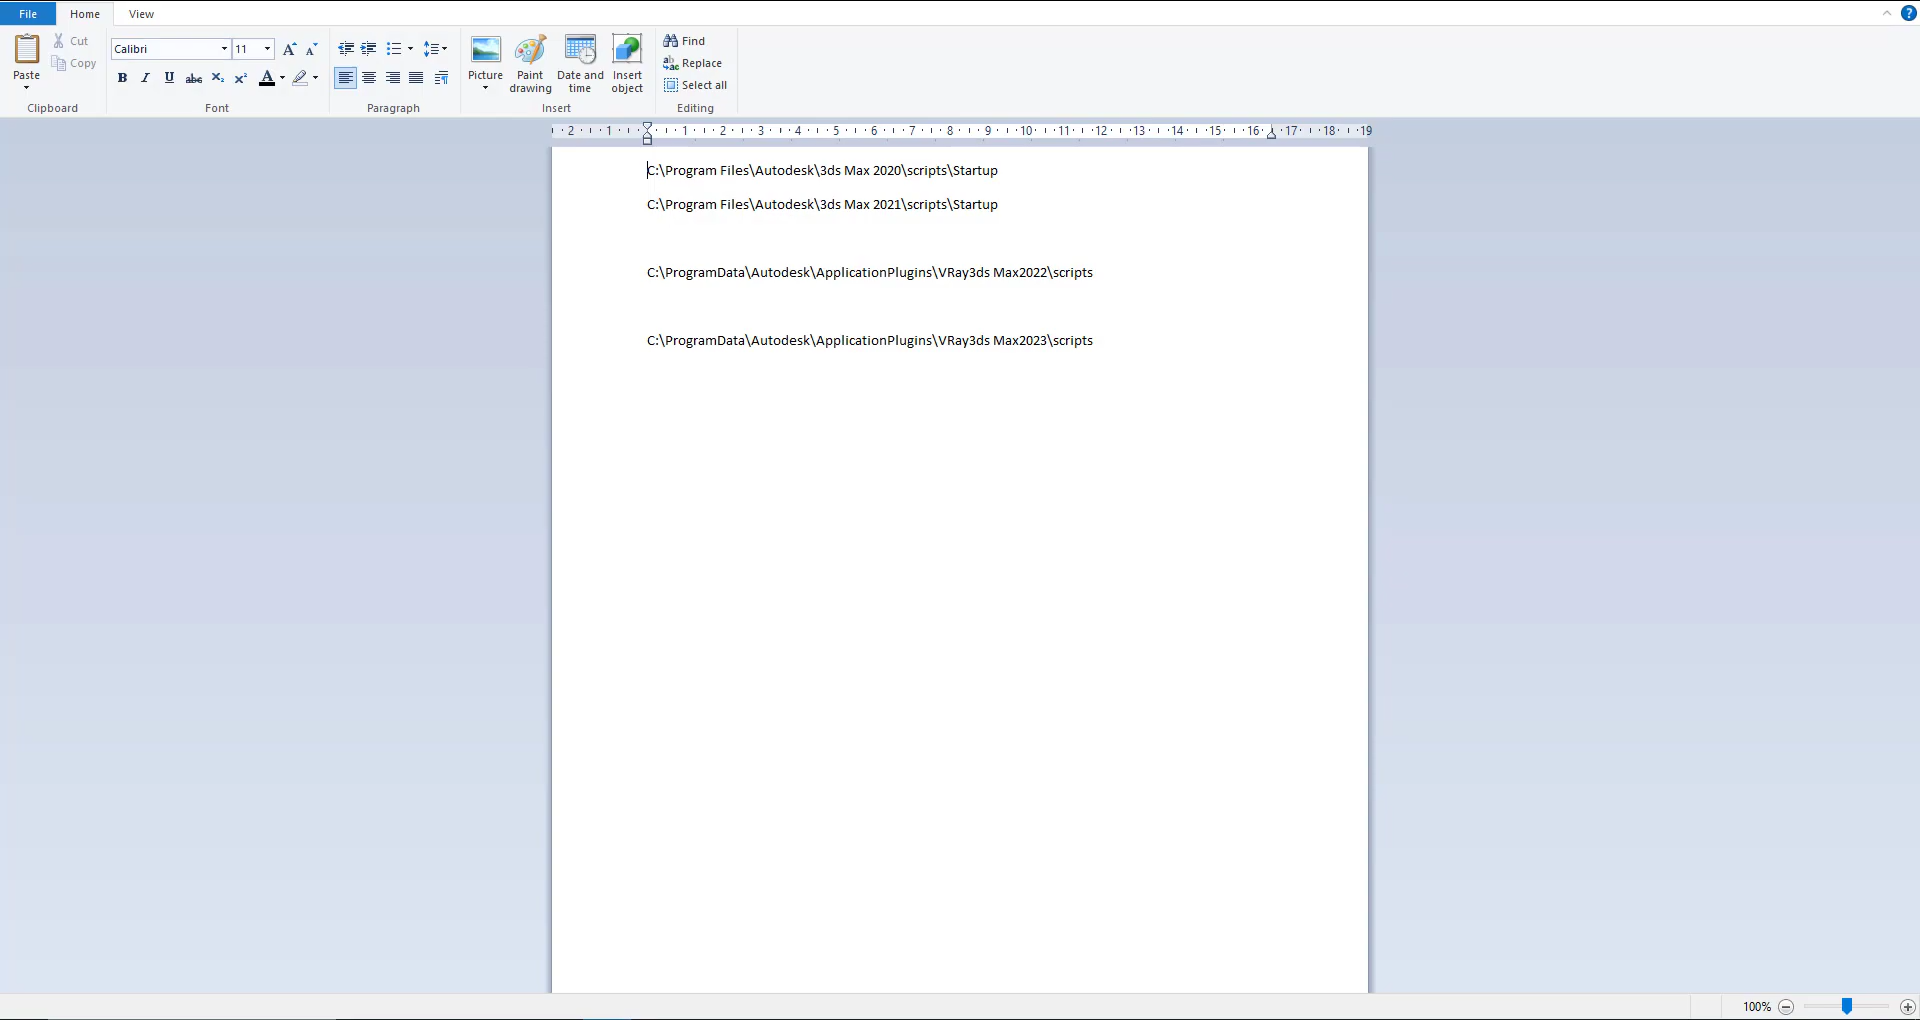 File Home View
Cut
Copy
Paste
Clipboard
Calibri 11
B I U abc X₂ X² A
Font
Paragraph
Picture
Paint drawing
Date and time
Insert object
Insert
Find
Replace
Select all
Editing
2 1 1 2 3 4 5 6 7 8 9 10 11 12 13 14 15 16 17 18 19
C:\Program Files\Autodesk\3ds Max 2020\scripts\Startup
C:\Program Files\Autodesk\3ds Max 2021\scripts\Startup
C:\ProgramData\Autodesk\ApplicationPlugins\VRay3ds Max2022\scripts
C:\ProgramData\Autodesk\ApplicationPlugins\VRay3ds Max2023\scripts
100%